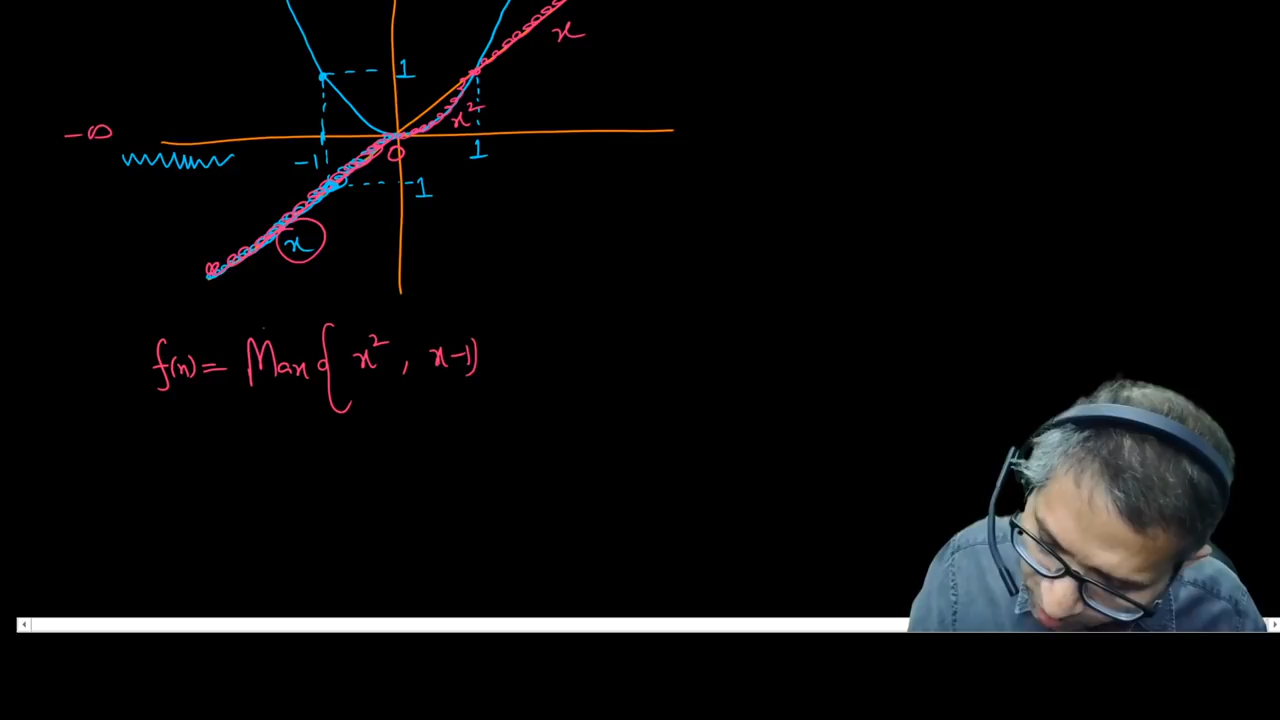 x
1
x²
-∞
0
-1
1
-1
x
f(x) = Max { x² , x-1)